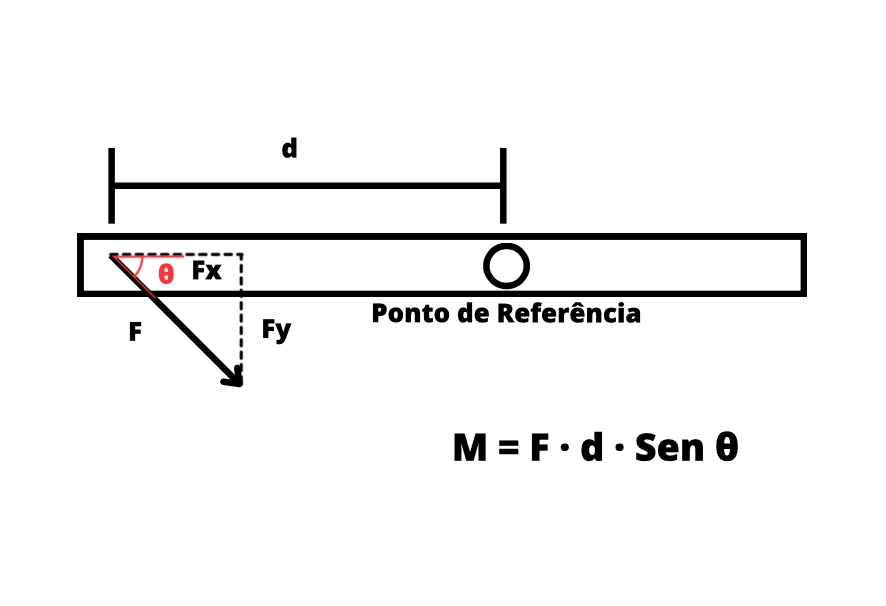 d
θ Fx
F
Fy
Ponto de Referência
M = F · d · Sen θ